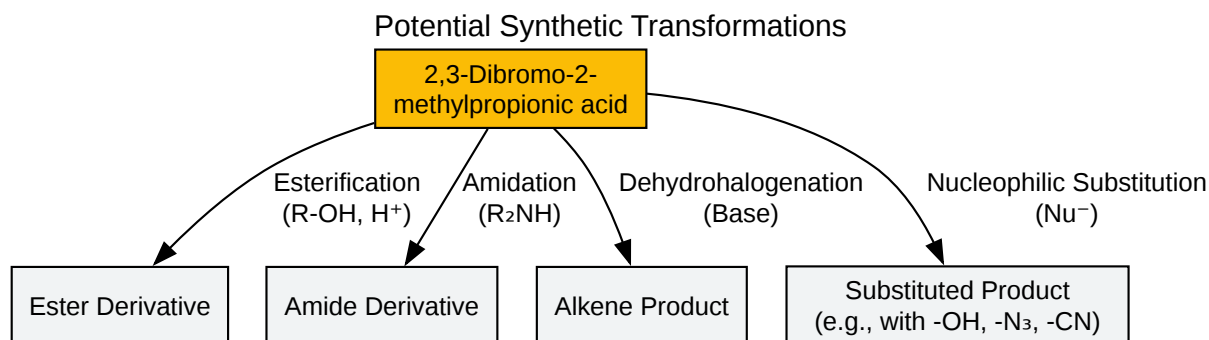 Potential Synthetic Transformations
2,3-Dibromo-2-
methylpropionic acid
Esterification
(R-OH, H⁺)
Amidation
(R₂NH)
Dehydrohalogenation
(Base)
Nucleophilic Substitution
(Nu⁻)
Ester Derivative
Amide Derivative
Alkene Product
Substituted Product
(e.g., with -OH, -N₃, -CN)